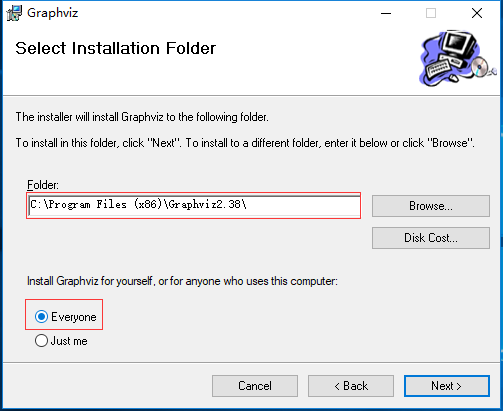 Graphviz
Select Installation Folder
The installer will install Graphviz to the following folder.
To install in this folder, click "Next". To install to a different folder, enter it below or click "Browse".
Folder:
C:\Program Files (x86)\Graphviz2.38\
Browse...
Disk Cost...
Install Graphviz for yourself, or for anyone who uses this computer:
Everyone
Just me
Cancel
< Back
Next >